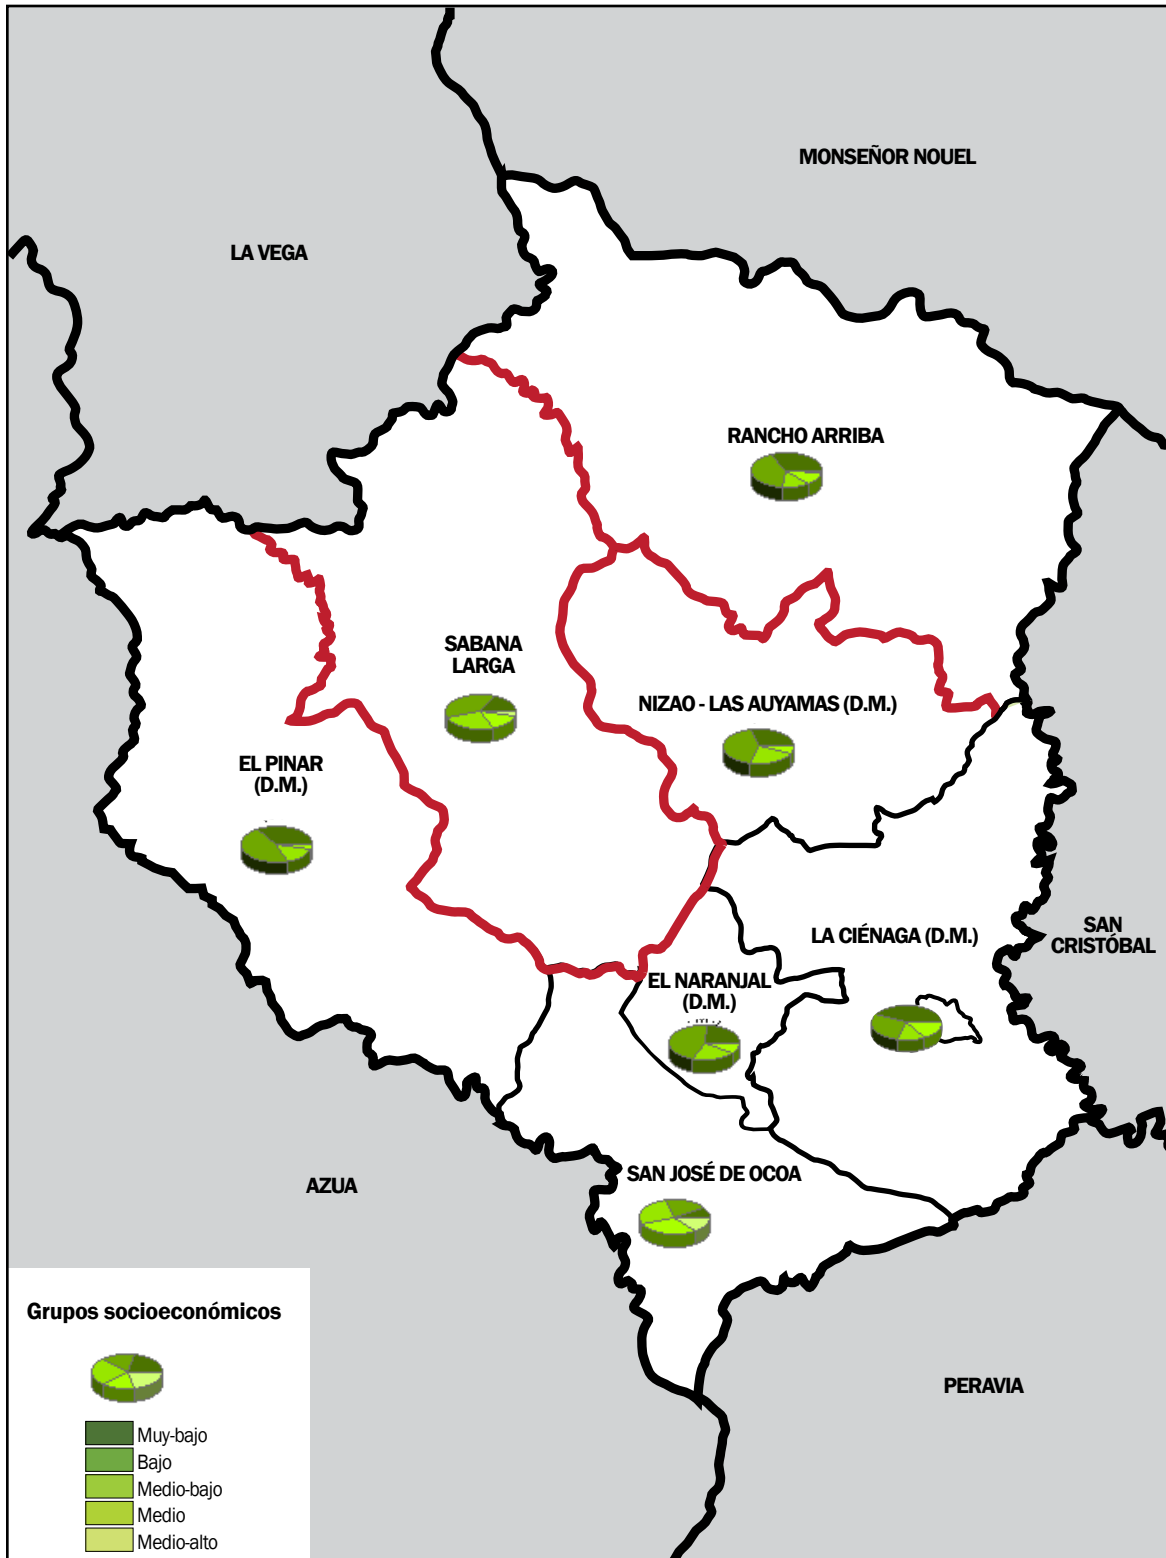 MONSEÑOR NOUEL
LA VEGA
RANCHO ARRIBA
SABANA
LARGA
NIZAO - LAS AUYAMAS (D.M.)
EL PINAR
(D.M.)
LA CIÉNAGA (D.M.)
SAN
CRISTÓBAL
EL NARANJAL
(D.M.)
SAN JOSÉ DE OCOA
AZUA
PERAVIA
Grupos socioeconómicos
Muy-bajo
Bajo
Medio-bajo
Medio
Medio-alto